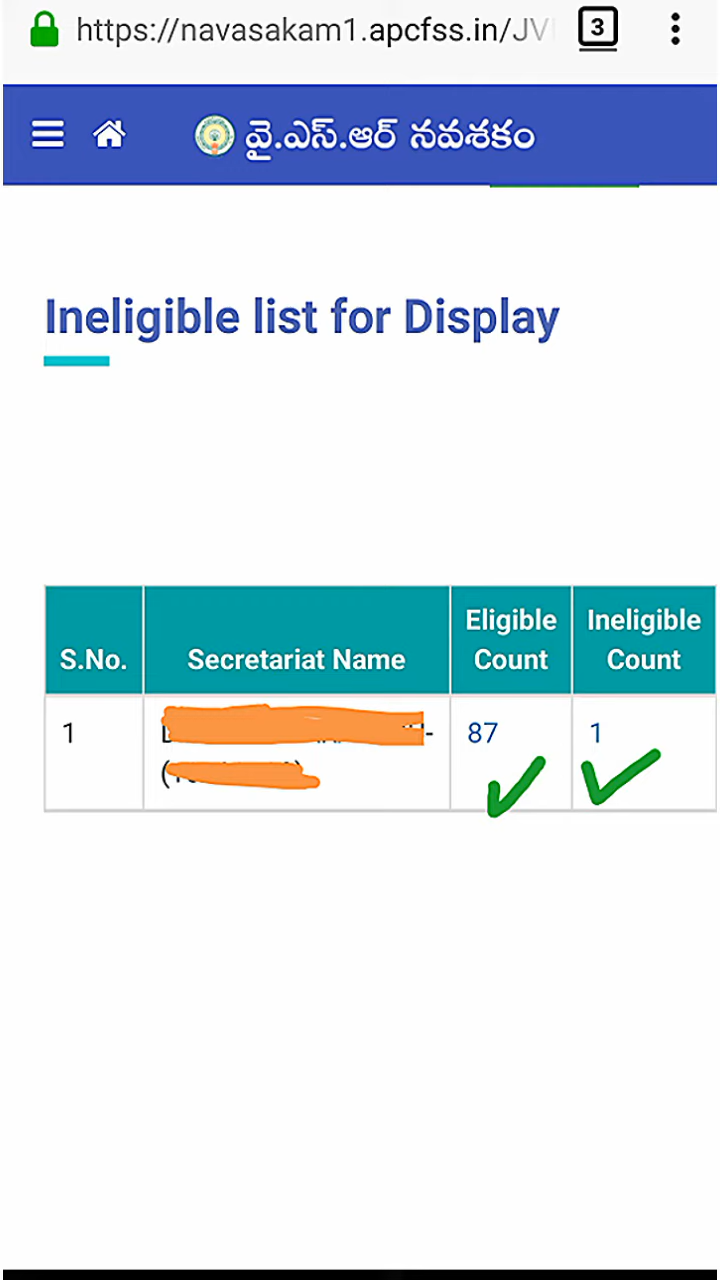 https://navasakam1.apcfss.in/JV
3
వై.ఎస్.ఆర్ నవశకం
Ineligible list for Display
S.No.
Secretariat Name
Eligible Count
Ineligible Count
1
87
1